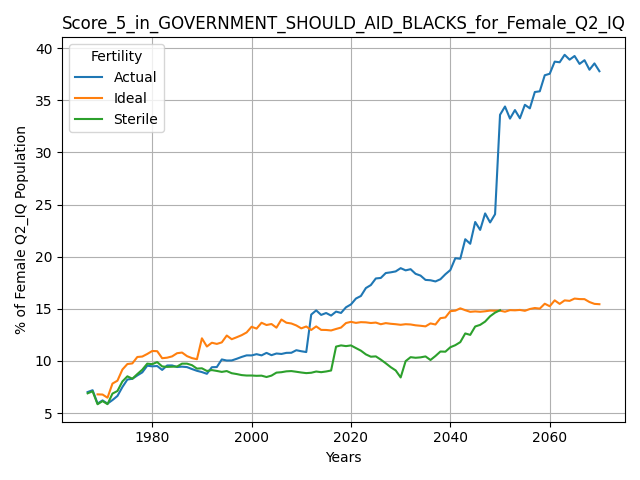 Score_5_in_GOVERNMENT_SHOULD_AID_BLACKS_for_Female_Q2_IQ
40
35
30
25
20
15
10
5
% of Female Q2_IQ Population
Fertility
Actual
Ideal
Sterile
1980
2000
2020
2040
2060
Years